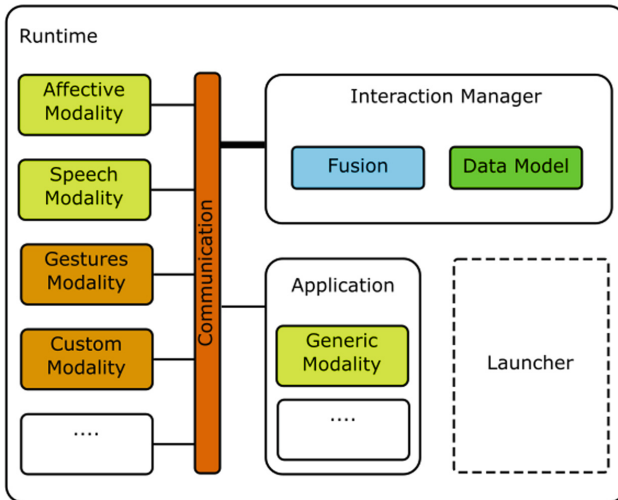 Runtime
Affective
Modality
Speech
Modality
Gestures
Modality
Custom
Modality
....
Communication
Interaction Manager
Fusion
Data Model
Application
Generic
Modality
....
Launcher